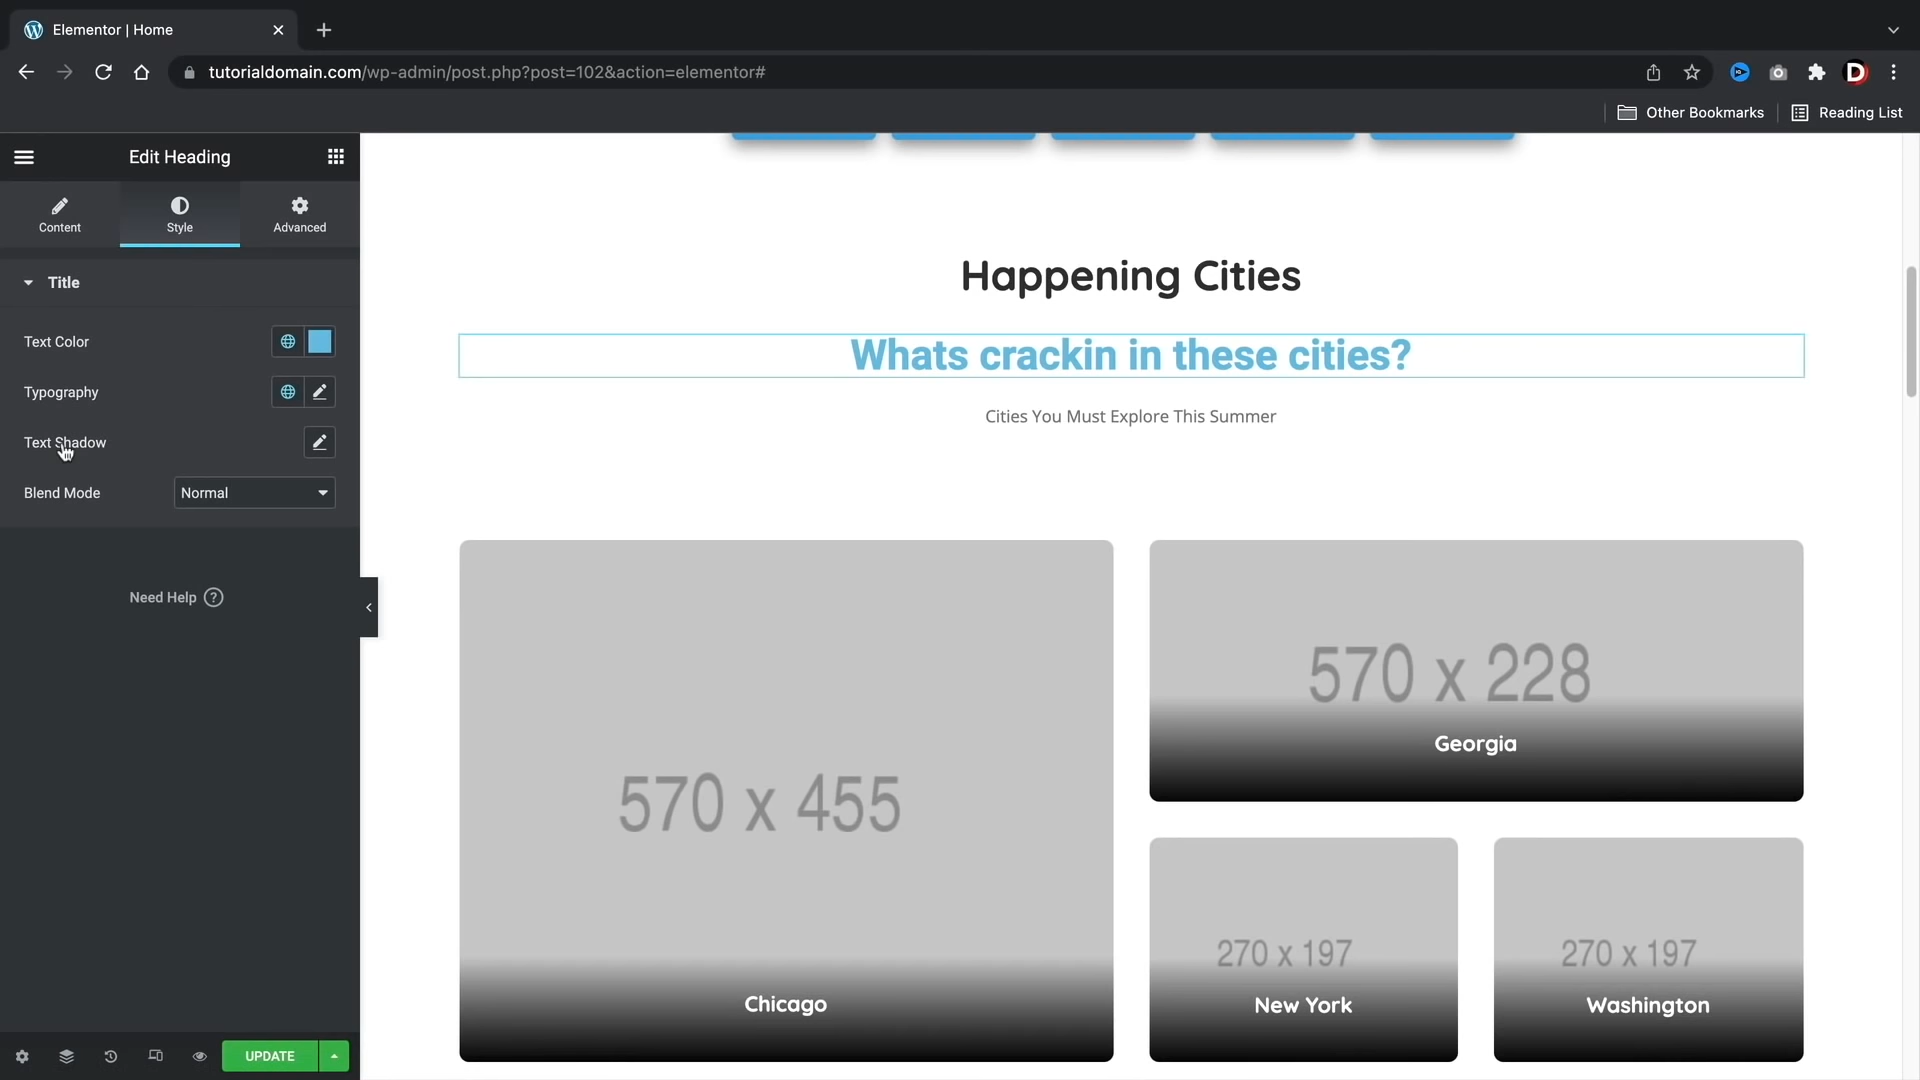 Elementor | Home
tutorialdomain.com/wp-admin/post.php?post=102&action=elementor#
Other Bookmarks
Reading List
Edit Heading
Content
Style
Advanced
Title
Text Color
Typography
Text Shadow
Blend Mode
Normal
Need Help
UPDATE
Happening Cities
Whats crackin in these cities?
Cities You Must Explore This Summer
570 x 455
Chicago
570 x 228
Georgia
270 x 197
New York
270 x 197
Washington